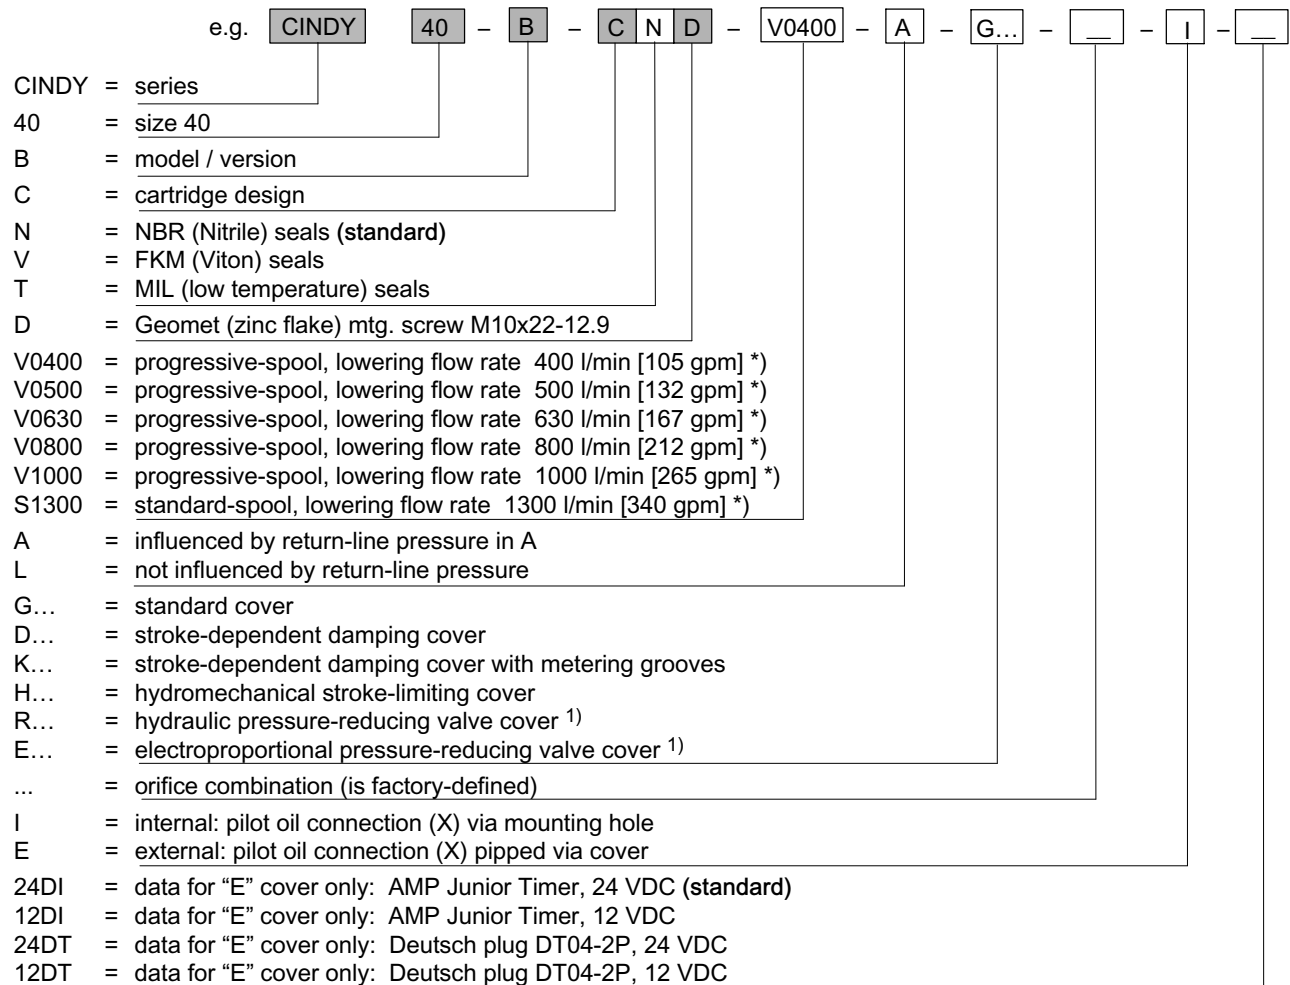 e.g. CINDY 40 – B – C N D – V0400 – A – G… – __ – I – __
CINDY = series
40 = size 40
B = model / version
C = cartridge design
N = NBR (Nitrile) seals (standard)
V = FKM (Viton) seals
T = MIL (low temperature) seals
D = Geomet (zinc flake) mtg. screw M10x22-12.9
V0400 = progressive-spool, lowering flow rate 400 l/min [105 gpm] *)
V0500 = progressive-spool, lowering flow rate 500 l/min [132 gpm] *)
V0630 = progressive-spool, lowering flow rate 630 l/min [167 gpm] *)
V0800 = progressive-spool, lowering flow rate 800 l/min [212 gpm] *)
V1000 = progressive-spool, lowering flow rate 1000 l/min [265 gpm] *)
S1300 = standard-spool, lowering flow rate 1300 l/min [340 gpm] *)
A = influenced by return-line pressure in A
L = not influenced by return-line pressure
G… = standard cover
D… = stroke-dependent damping cover
K… = stroke-dependent damping cover with metering grooves
H… = hydromechanical stroke-limiting cover
R… = hydraulic pressure-reducing valve cover 1)
E… = electroproportional pressure-reducing valve cover 1)
... = orifice combination (is factory-defined)
I = internal: pilot oil connection (X) via mounting hole
E = external: pilot oil connection (X) pipped via cover
24DI = data for “E” cover only: AMP Junior Timer, 24 VDC (standard)
12DI = data for “E” cover only: AMP Junior Timer, 12 VDC
24DT = data for “E” cover only: Deutsch plug DT04-2P, 24 VDC
12DT = data for “E” cover only: Deutsch plug DT04-2P, 12 VDC